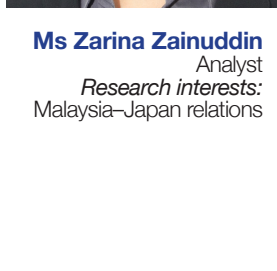 Ms Zarina Zainuddin
Analyst
Research interests:
Malaysia–Japan relations